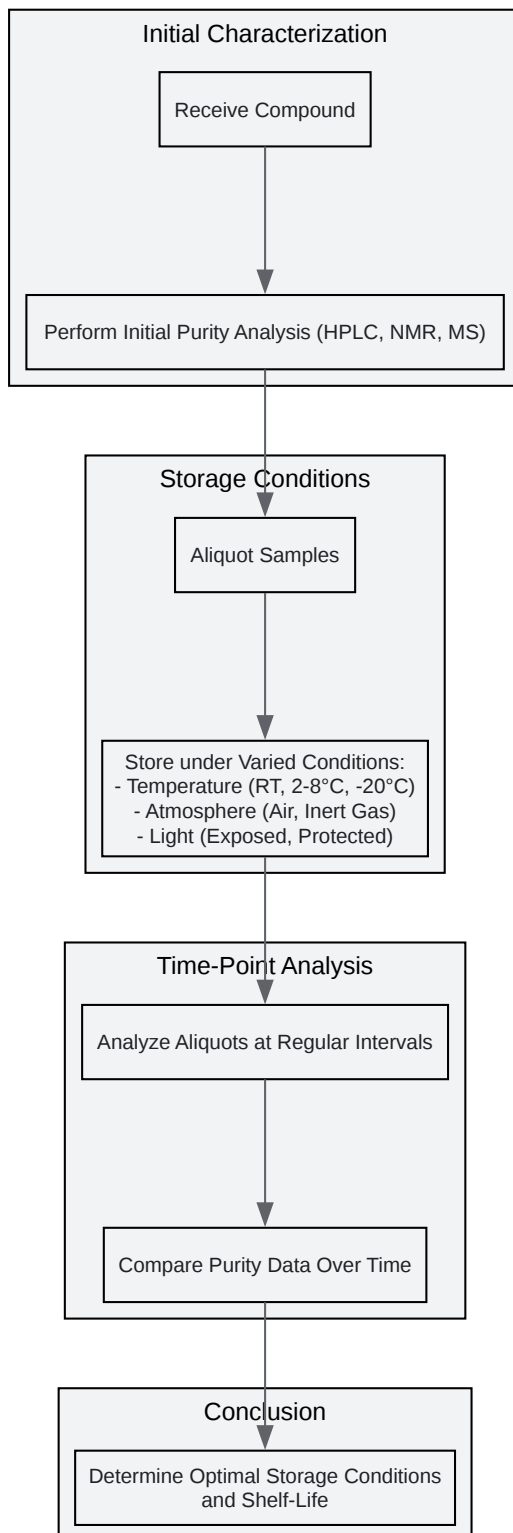 Initial Characterization
Receive Compound
Perform Initial Purity Analysis (HPLC, NMR, MS)
Storage Conditions
Aliquot Samples
Store under Varied Conditions:
- Temperature (RT, 2-8°C, -20°C)
- Atmosphere (Air, Inert Gas)
- Light (Exposed, Protected)
Time-Point Analysis
Analyze Aliquots at Regular Intervals
Compare Purity Data Over Time
Conclusion
Determine Optimal Storage Conditions
and Shelf-Life